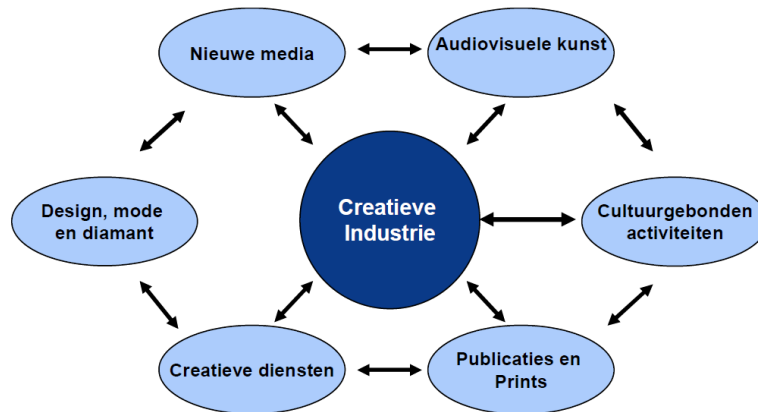 Nieuwe media
Audiovisuele kunst
Design, mode
en diamant
Creatieve
Industrie
Cultuurgebonden
activiteiten
Creatieve diensten
Publicaties en
Prints